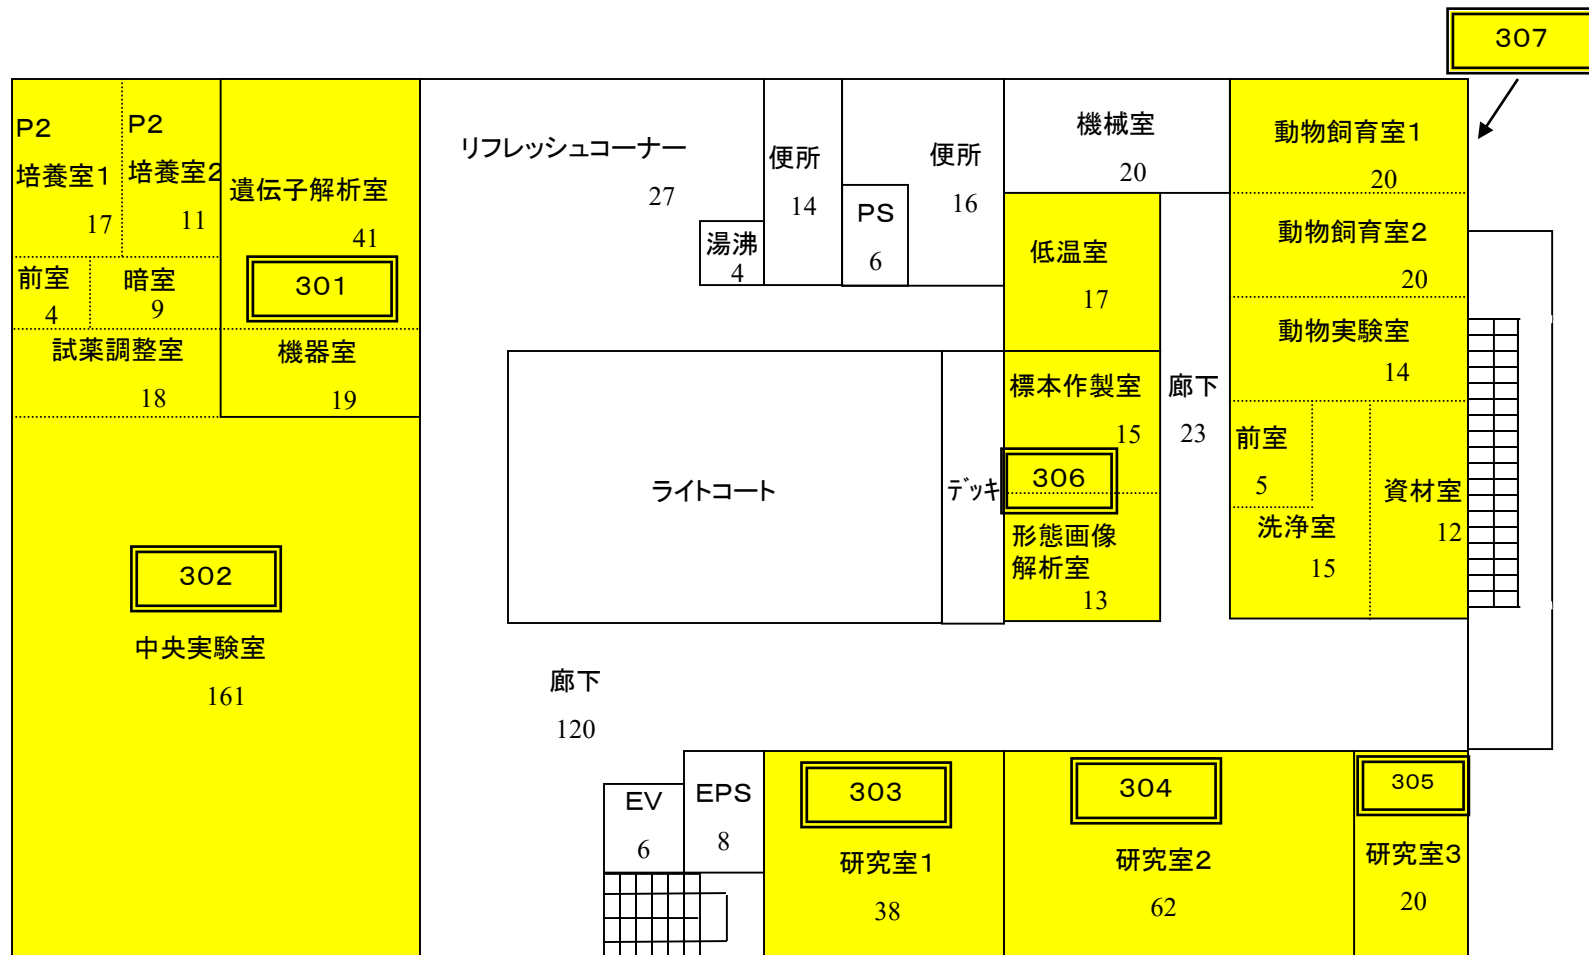 307
P2
培養室1
17
P2
培養室2
11
遺伝子解析室
41
301
前室
4
暗室
9
試薬調整室
18
機器室
19
リフレッシュコーナー
27
湯沸
4
便所
14
PS
6
便所
16
機械室
20
低温室
17
動物飼育室1
20
動物飼育室2
20
動物実験室
14
標本作製室
15
廊下
23
前室
5
洗浄室
15
資材室
12
ライトコート
デッキ
306
形態画像
解析室
13
302
中央実験室
161
廊下
120
EV
6
EPS
8
303
研究室1
38
304
研究室2
62
305
研究室3
20